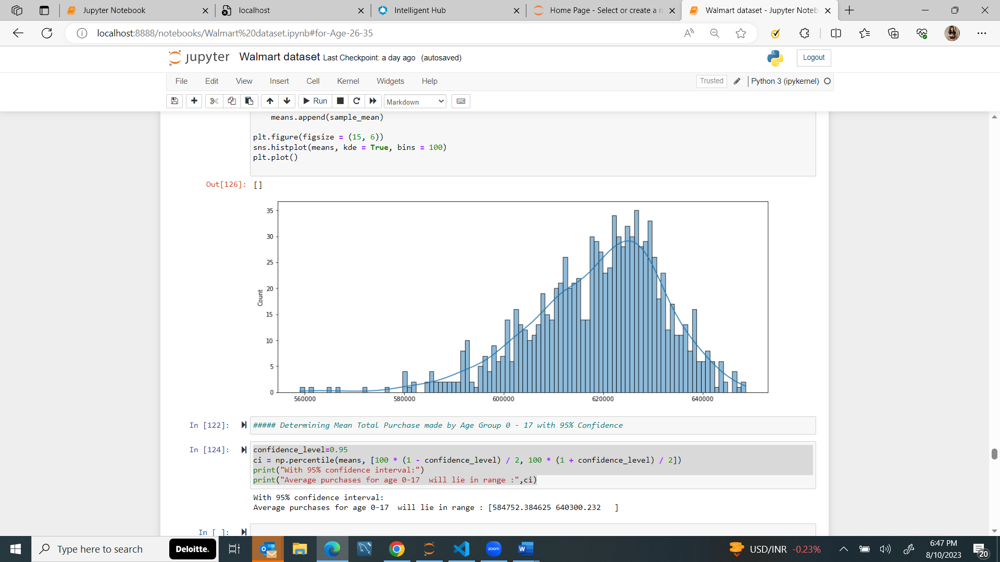 Jupyter Notebook
localhost
Intelligent Hub
Home Page - Select or create a n
Walmart dataset - Jupyter Noteb
localhost:8888/notebooks/Walmart%20dataset.ipynb#for-Age-26-35
jupyter Walmart dataset Last Checkpoint: a day ago (autosaved)
Logout
File Edit View Insert Cell Kernel Widgets Help
Trusted
Python 3 (ipykernel)
Run
Markdown
means.append(sample_mean)
plt.figure(figsize = (15, 6))
sns.histplot(means, kde = True, bins = 100)
plt.plot()
Out[126]: []
35
30
25
20
15
10
5
0
Count
560000 580000 600000 620000 640000
In [122]: ##### Determining Mean Total Purchase made by Age Group 0 - 17 with 95% Confidence
In [124]: confidence_level=0.95
ci = np.percentile(means, [100 * (1 - confidence_level) / 2, 100 * (1 + confidence_level) / 2])
print("With 95% confidence interval:")
print("Average purchases for age 0-17  will lie in range :",ci)
With 95% confidence interval:
Average purchases for age 0-17  will lie in range : [584752.384625 640300.232   ]
In [ ]:
Type here to search
Deloitte.
zoom
USD/INR -0.23%
6:47 PM
8/10/2023
20